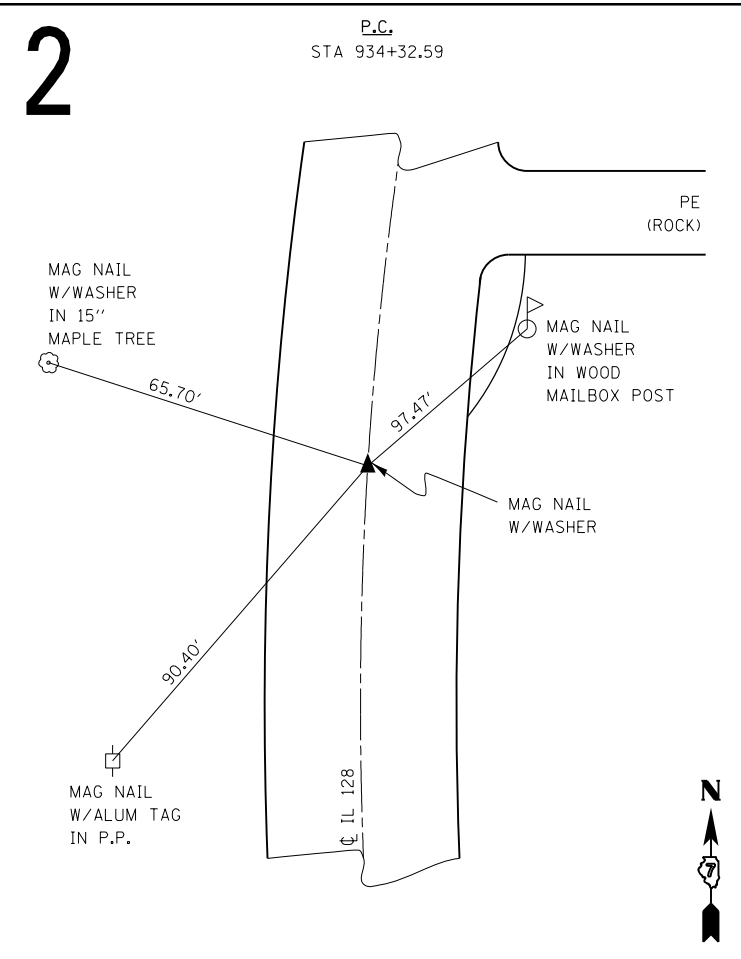 2
P.C.
STA 934+32.59
PE
(ROCK)
MAG NAIL
W/WASHER
IN 15''
MAPLE TREE
65.70'
97.47'
MAG NAIL
W/WASHER
IN WOOD
MAILBOX POST
MAG NAIL
W/WASHER
90.40'
MAG NAIL
W/ALUM TAG
IN P.P.
℄ IL 128
N
7